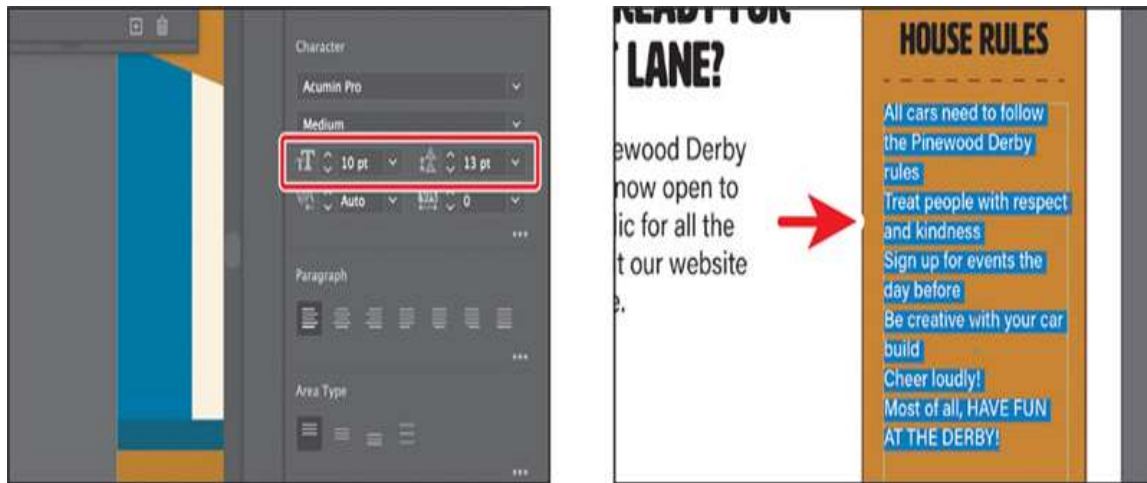 Character
Acumin Pro
Medium
10 pt
13 pt
Auto
0
Paragraph
Area Type
READY FOR
LANE?
ewood Derby
now open to
ic for all the
t our website
e.
HOUSE RULES
All cars need to follow
the Pinewood Derby
rules
Treat people with respect
and kindness
Sign up for events the
day before
Be creative with your car
build
Cheer loudly!
Most of all, HAVE FUN
AT THE DERBY!